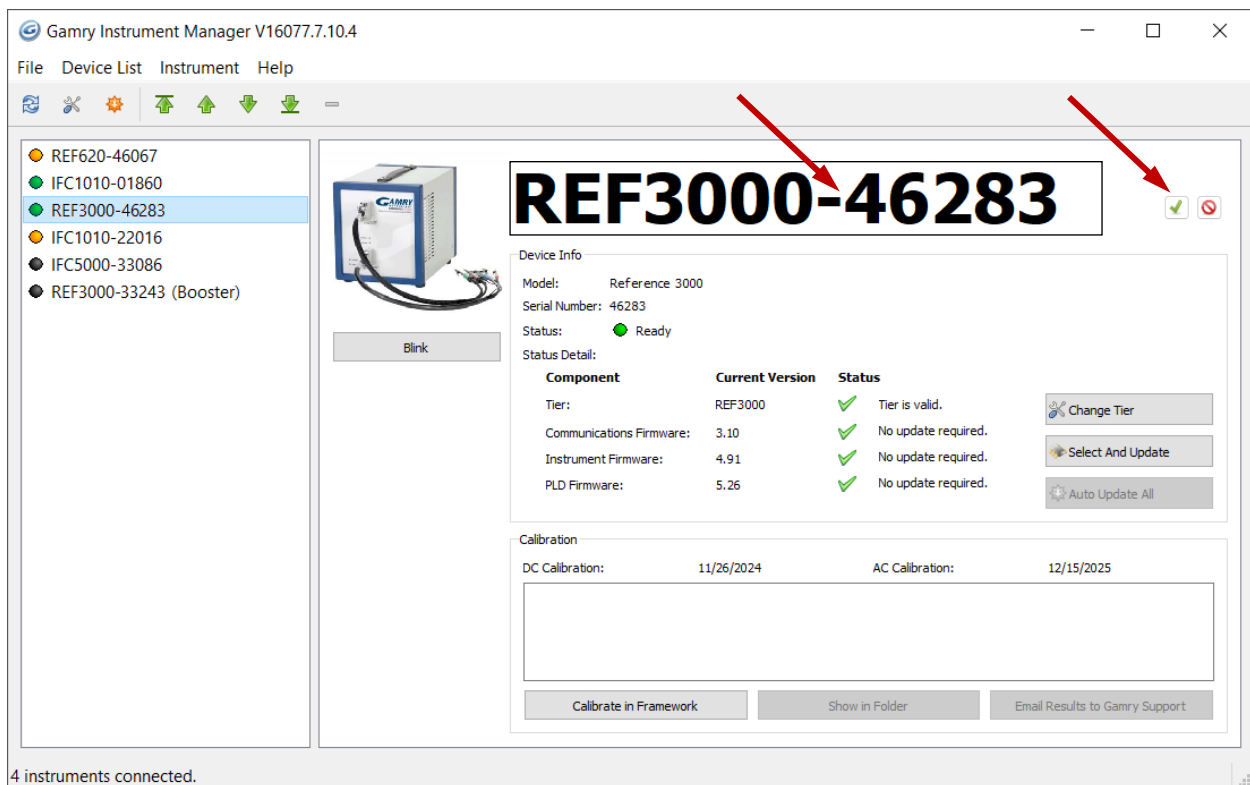 Gamry Instrument Manager V16077.7.10.4
File Device List Instrument Help
REF620-46067
IFC1010-01860
REF3000-46283
IFC1010-22016
IFC5000-33086
REF3000-33243 (Booster)
GAMRY
Blink
REF3000-46283
Device Info
Model: Reference 3000
Serial Number: 46283
Status: Ready
Status Detail:
Component Current Version Status
Tier: REF3000 Tier is valid.
Change Tier
Communications Firmware: 3.10 No update required.
Instrument Firmware: 4.91 No update required.
Select And Update
PLD Firmware: 5.26 No update required.
Auto Update All
Calibration
DC Calibration: 11/26/2024 AC Calibration: 12/15/2025
Calibrate in Framework Show in Folder Email Results to Gamry Support
4 instruments connected.